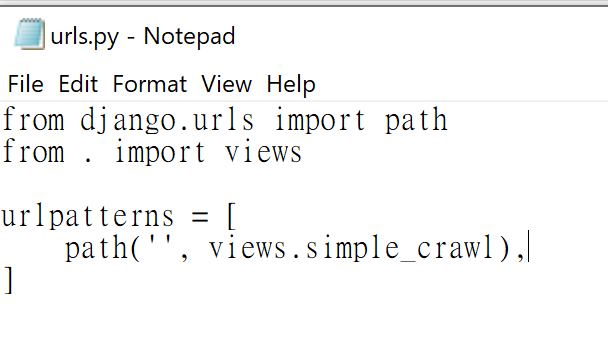 urls.py - Notepad
File Edit Format View Help
from django.urls import path
from . import views

urlpatterns = [
    path('', views.simple_crawl),
]